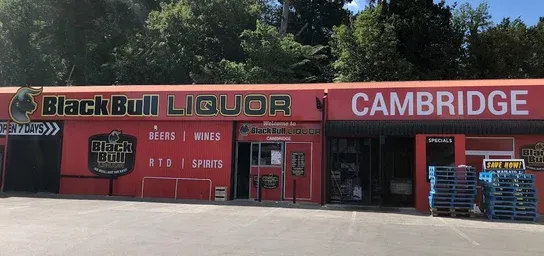 Black Bull LIQUOR
CAMBRIDGE
OPEN 7 DAYS
Welcome to
Black Bull LIQUOR
CAMBRIDGE
BEERS | WINES
RTD | SPIRITS
Black Bull
LIQUOR
SPECIALS
SAVE NOW!